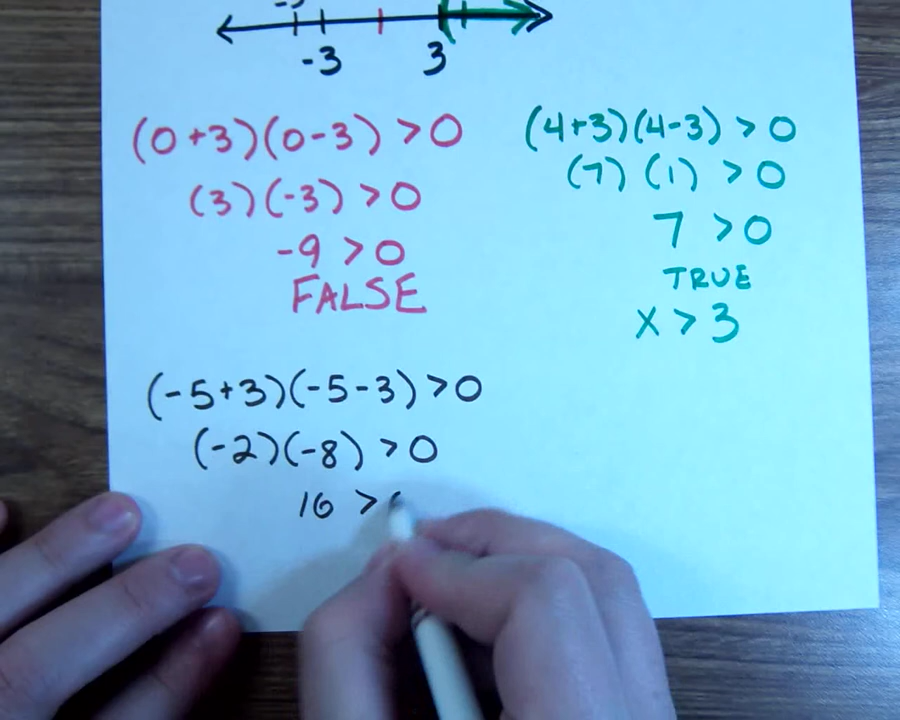 -3 3
(0+3)(0-3) >0
(3)(-3) >0
-9 >0
FALSE
(4+3)(4-3) >0
(7) (1) >0
7 >0
TRUE
x > 3
(-5+3)(-5-3) >0
(-2)(-8) >0
16 >